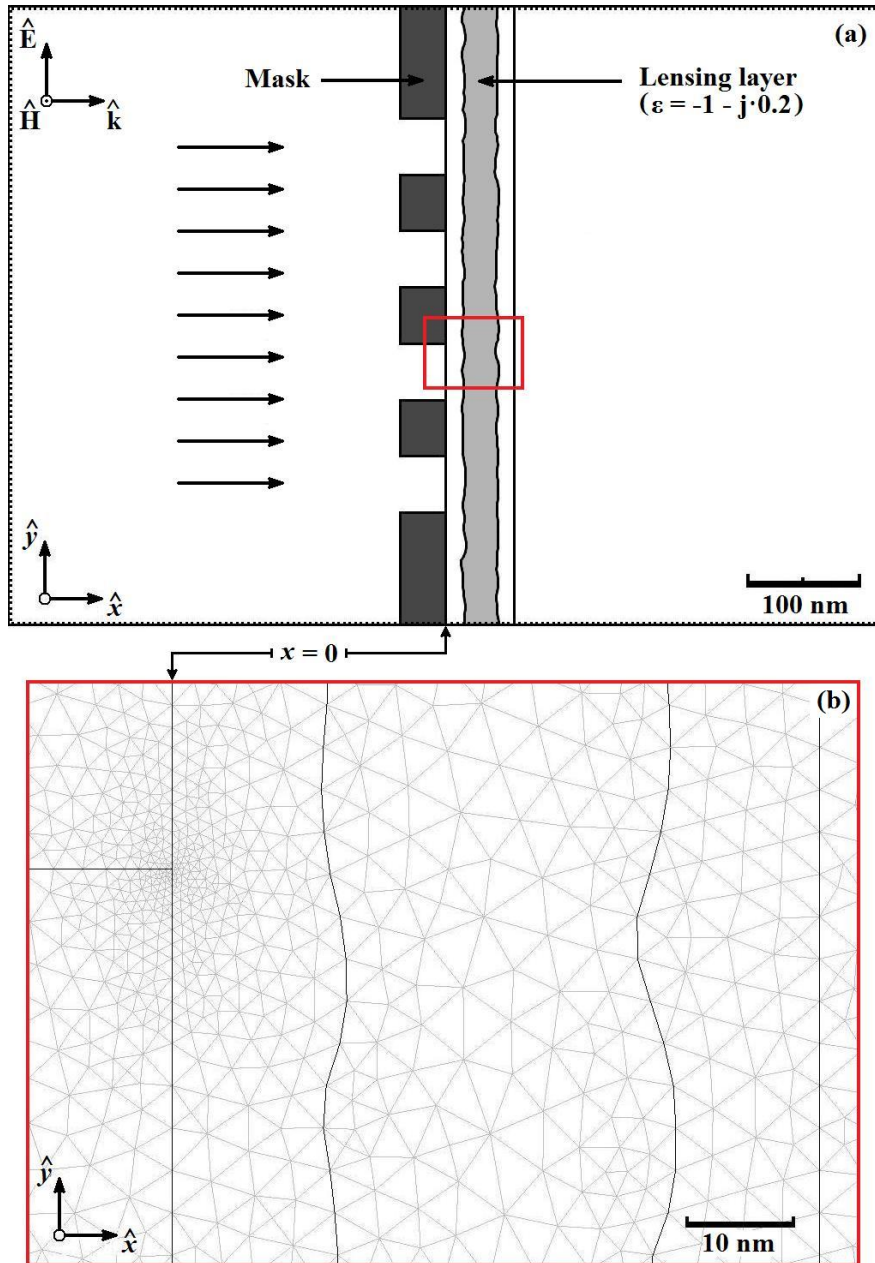 Ê
Ĥ
k̂
Mask
Lensing layer
(ε = -1 - j·0.2)
(a)
ŷ
x̂
100 nm
x = 0
(b)
ŷ
x̂
10 nm